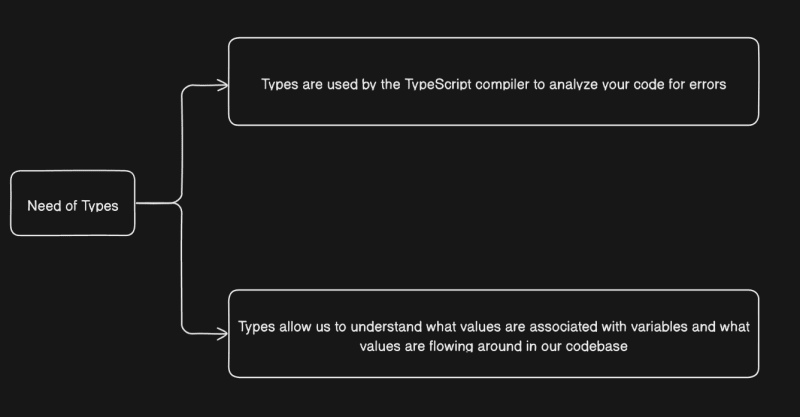 Types are used by the TypeScript compiler to analyze your code for errors
Need of Types
Types allow us to understand what values are associated with variables and what
values are flowing around in our codebase